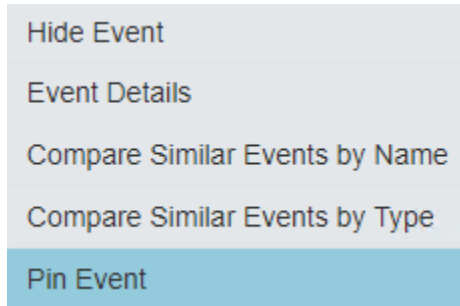 Hide Event
Event Details
Compare Similar Events by Name
Compare Similar Events by Type
Pin Event